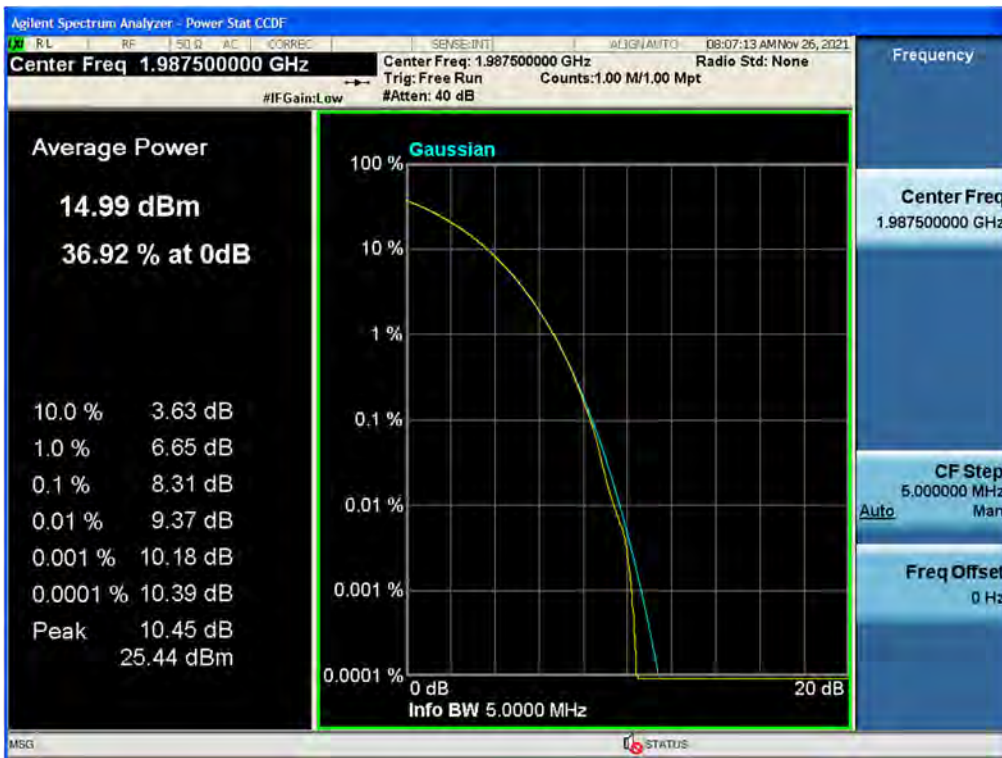 Agilent Spectrum Analyzer - Power Stat CCDF
LXI RL RF 50 Ω AC CORREC SENSE:INT ALIGNAUTO 08:07:13 AM Nov 26, 2021
Center Freq 1.987500000 GHz
Center Freq: 1.987500000 GHz Radio Std: None
Trig: Free Run Counts:1.00 M/1.00 Mpt
#IFGain:Low #Atten: 40 dB
Frequency
Average Power
14.99 dBm
36.92 % at 0dB
10.0 % 3.63 dB
1.0 % 6.65 dB
0.1 % 8.31 dB
0.01 % 9.37 dB
0.001 % 10.18 dB
0.0001 % 10.39 dB
Peak 10.45 dB
25.44 dBm
Gaussian
100 %
10 %
1 %
0.1 %
0.01 %
0.001 %
0.0001 %
0 dB 20 dB
Info BW 5.0000 MHz
Center Freq
1.987500000 GHz
CF Step
5.000000 MHz
Auto Man
Freq Offset
0 Hz
MSG STATUS